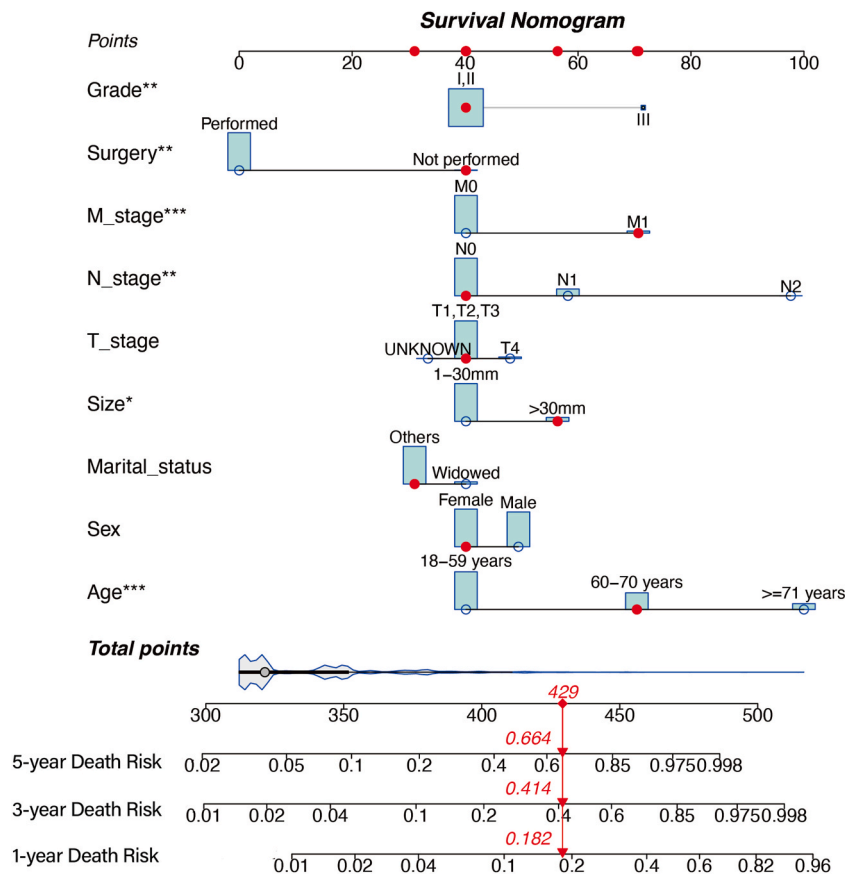 Survival Nomogram
Points
0 20 40 60 80 100
Grade**
I,II
III
Surgery**
Performed
Not performed
M_stage***
M0
M1
N_stage**
N0
N1
N2
T_stage
T1,T2,T3
UNKNOWN
T4
Size*
1−30mm
>30mm
Marital_status
Others
Widowed
Sex
Female
Male
Age***
18−59 years
60−70 years
>=71 years
Total points
429
300 350 400 450 500
0.664
5-year Death Risk
0.02 0.05 0.1 0.2 0.4 0.6 0.85 0.975 0.998
0.414
3-year Death Risk
0.01 0.02 0.04 0.1 0.2 0.4 0.6 0.85 0.975 0.998
0.182
1-year Death Risk
0.01 0.02 0.04 0.1 0.2 0.4 0.6 0.82 0.96